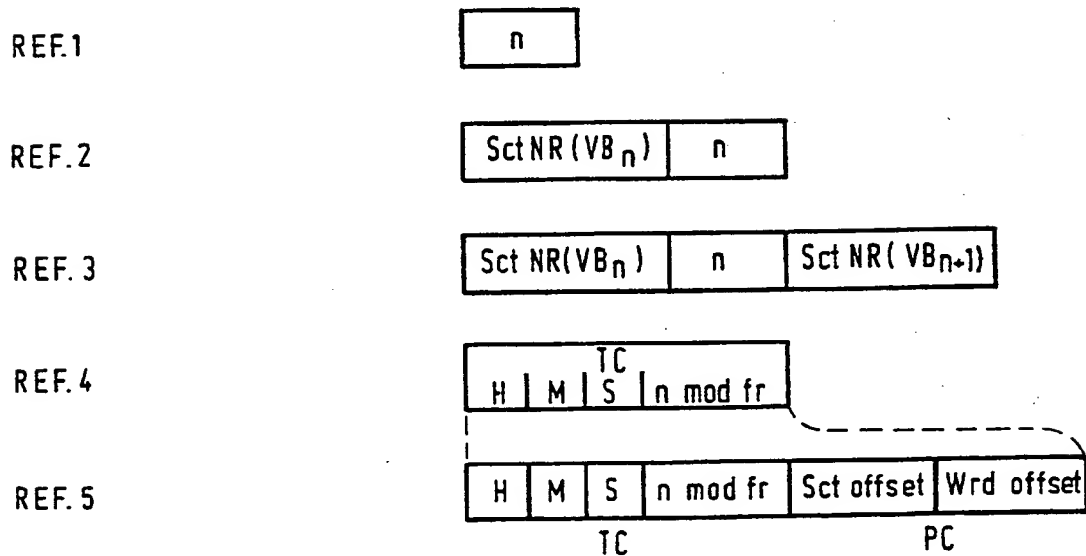 REF.1 n
REF.2 Sct NR (VBn) n
REF.3 Sct NR(VBn) n Sct NR ( VBn+1)
TC
REF.4 H M S n mod fr
REF.5 H M S n mod fr Sct offset Wrd offset
TC PC